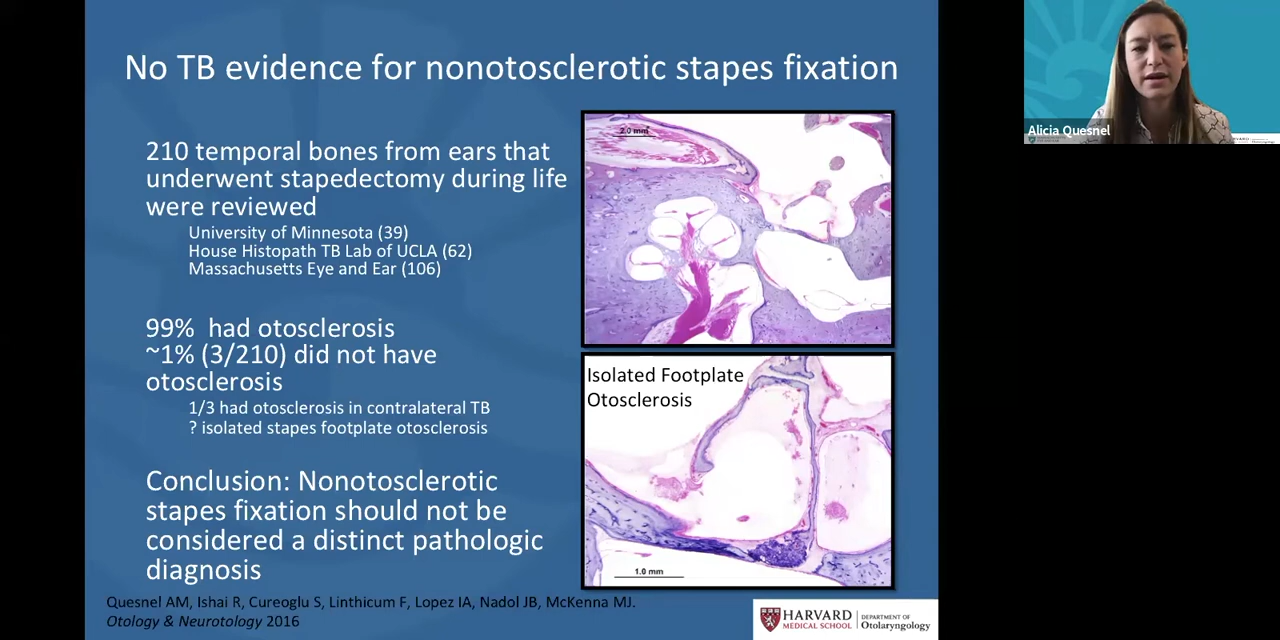 No TB evidence for nonotosclerotic stapes fixation
210 temporal bones from ears that
underwent stapedectomy during life
were reviewed
University of Minnesota (39)
House Histopath TB Lab of UCLA (62)
Massachusetts Eye and Ear (106)
99%  had otosclerosis
~1% (3/210) did not have
otosclerosis
1/3 had otosclerosis in contralateral TB
? isolated stapes footplate otosclerosis
Conclusion: Nonotosclerotic
stapes fixation should not be
considered a distinct pathologic
diagnosis
Quesnel AM, Ishai R, Cureoglu S, Linthicum F, Lopez IA, Nadol JB, McKenna MJ.
Otology & Neurotology 2016
2.0 mm
Isolated Footplate
Otosclerosis
1.0 mm
HARVARD
MEDICAL SCHOOL
DEPARTMENT OF
Otolaryngology
Alicia Quesnel